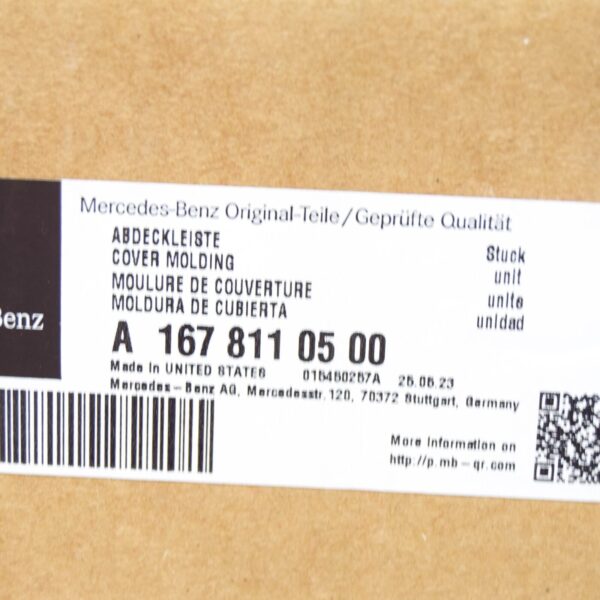 Mercedes-Benz Original-Teile/Geprüfte Qualität
ABDECKLEISTE Stuck
COVER MOLDING unit
MOULURE DE COUVERTURE unite
MOLDURA DE CUBIERTA unidad
Benz
A 167 811 05 00
Made in UNITED STATES 015450257A 25.05.23
Mercedes-Benz AG, Mercedesstr, 120, 70372 Stuttgart, Germany
More Information on
http://p.mb-qr.com